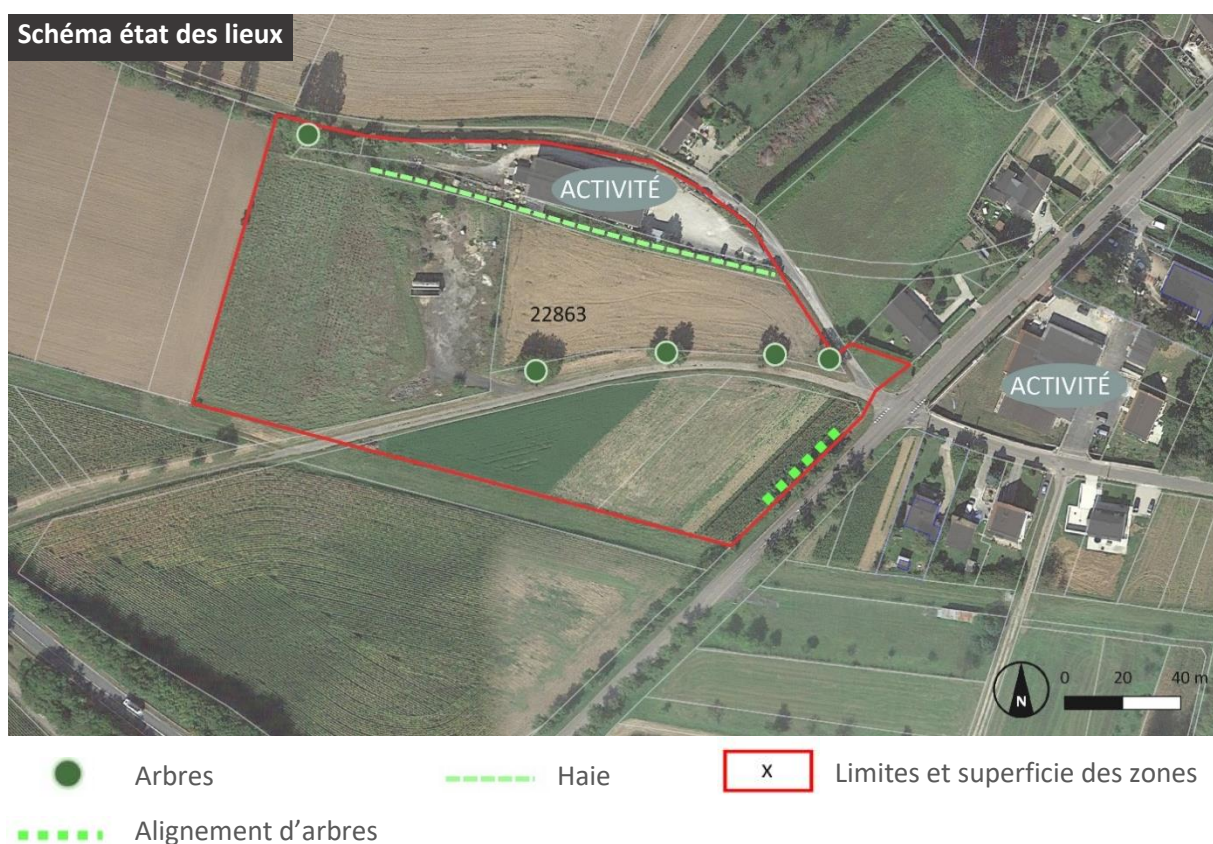 Schéma état des lieux
ACTIVITÉ
22863
ACTIVITÉ
0 20 40 m
N
Arbres
Haie
X
Limites et superficie des zones
Alignement d’arbres